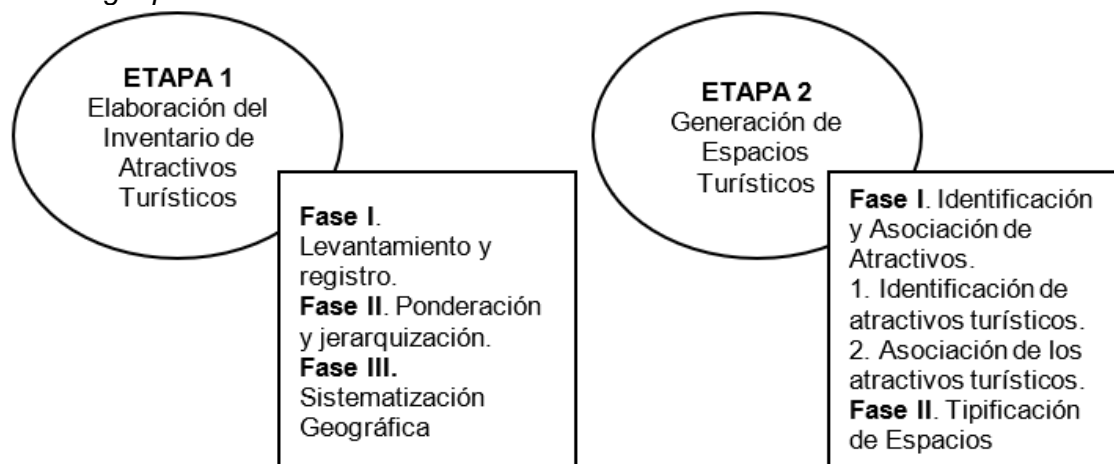 ETAPA 1
Elaboración del
Inventario de
Atractivos
Turísticos
Fase I.
Levantamiento y
registro.
Fase II. Ponderación
y jerarquización.
Fase III.
Sistematización
Geográfica
ETAPA 2
Generación de
Espacios
Turísticos
Fase I. Identificación
y Asociación de
Atractivos.
1. Identificación de
atractivos turísticos.
2. Asociación de los
atractivos turísticos.
Fase II. Tipificación
de Espacios